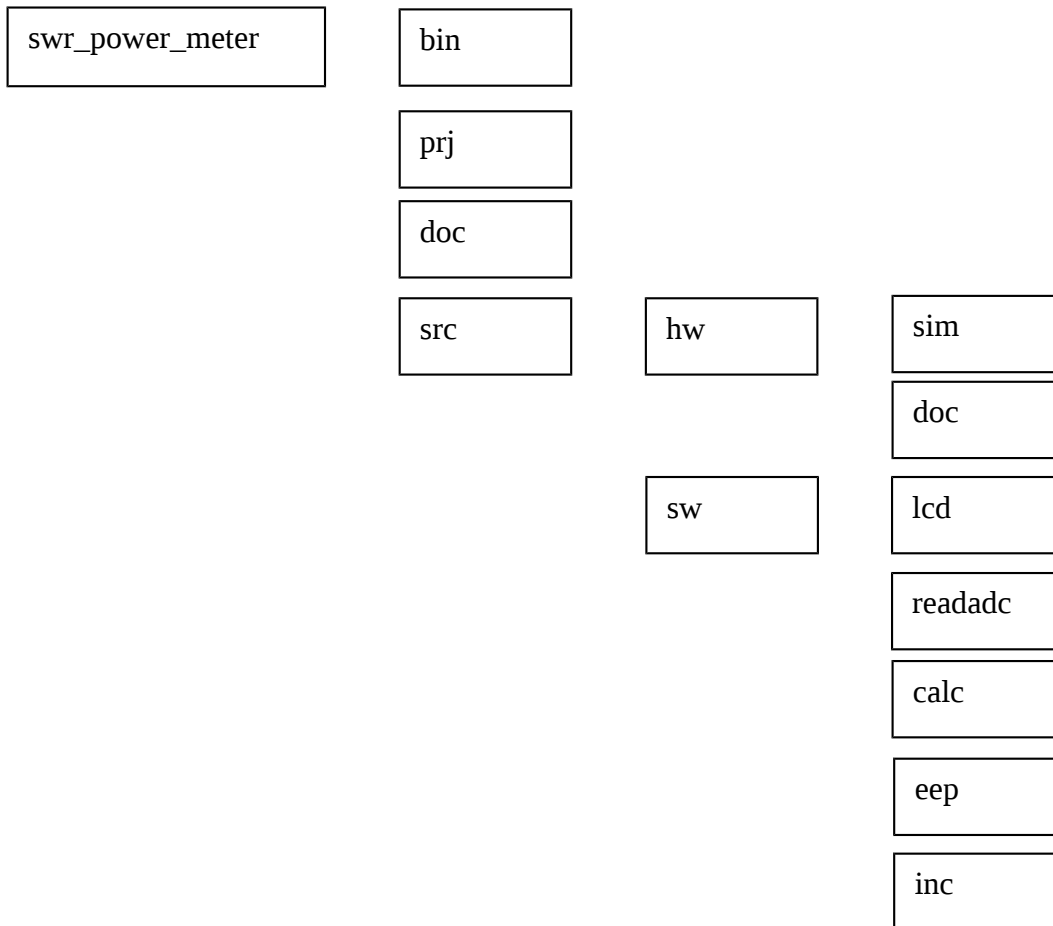 swr_power_meter
bin
prj
doc
src
hw
sim
doc
sw
lcd
readadc
calc
eep
inc